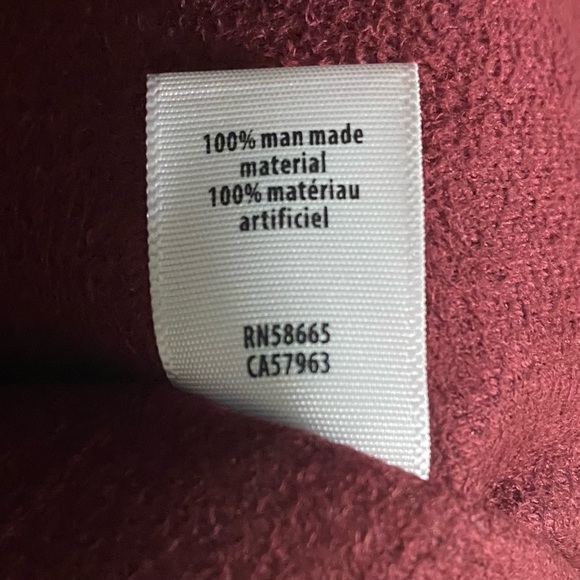 100% man made
material
100% matériau
artificiel
RN58665
CA57963